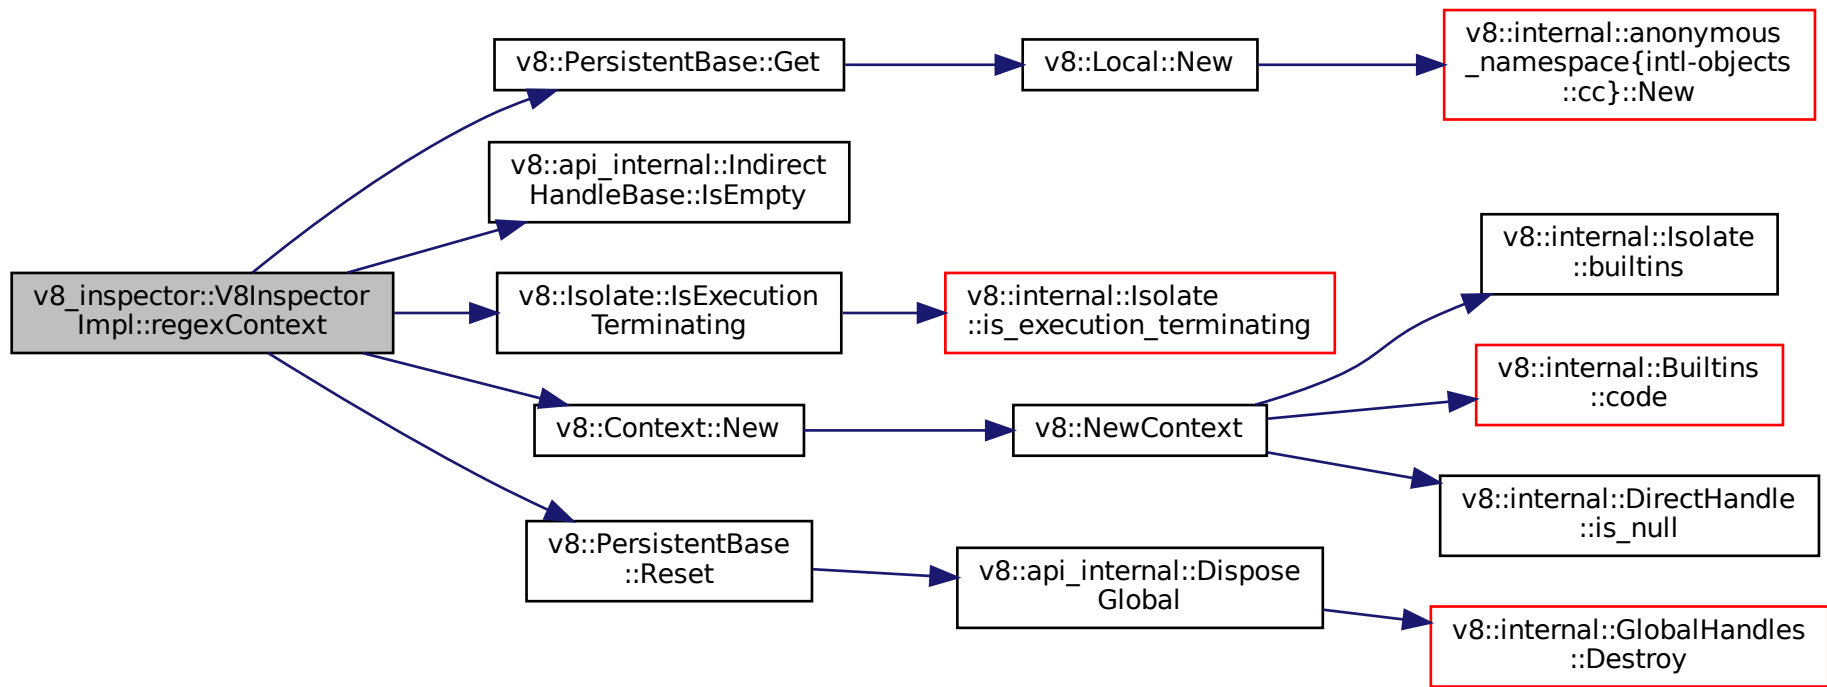 v8::PersistentBase::Get
v8::Local::New
v8::internal::anonymous
_namespace{intl-objects
::cc}::New
v8::api_internal::Indirect
HandleBase::IsEmpty
v8_inspector::V8Inspector
Impl::regexContext
v8::Isolate::IsExecution
Terminating
v8::internal::Isolate
::is_execution_terminating
v8::internal::Isolate
::builtins
v8::internal::Builtins
::code
v8::Context::New
v8::NewContext
v8::internal::DirectHandle
::is_null
v8::PersistentBase
::Reset
v8::api_internal::Dispose
Global
v8::internal::GlobalHandles
::Destroy